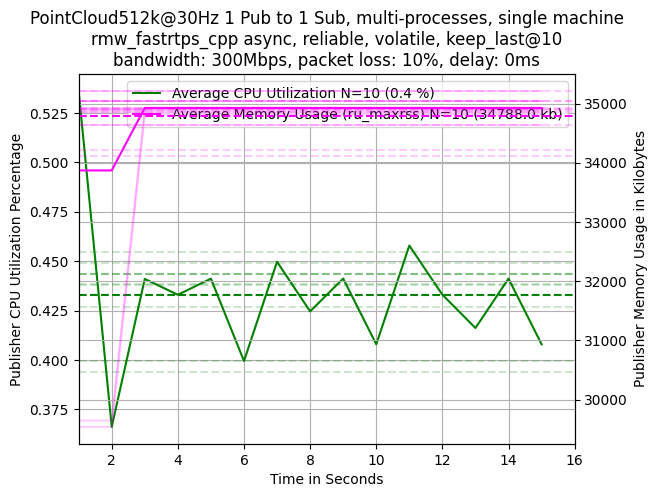 PointCloud512k@30Hz 1 Pub to 1 Sub, multi-processes, single machine
rmw_fastrtps_cpp async, reliable, volatile, keep_last@10
bandwidth: 300Mbps, packet loss: 10%, delay: 0ms
Average CPU Utilization N=10 (0.4 %)
Average Memory Usage (ru_maxrss) N=10 (34788.0 kb)
Publisher CPU Utilization Percentage
0.525
0.500
0.475
0.450
0.425
0.400
0.375
35000
34000
33000
32000
31000
30000
Publisher Memory Usage in Kilobytes
2 4 6 8 10 12 14 16
Time in Seconds